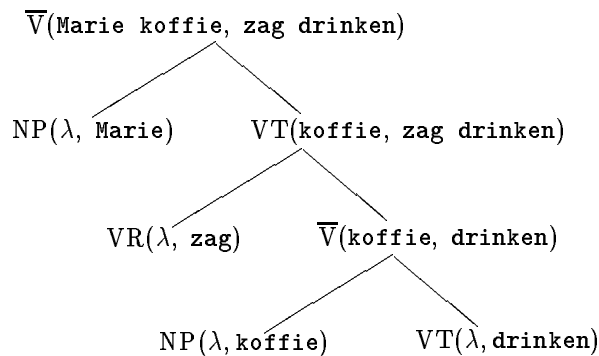 V̅(Marie koffie, zag drinken)
NP(λ, Marie) VT(koffie, zag drinken)
VR(λ, zag) V̅(koffie, drinken)
NP(λ, koffie) VT(λ, drinken)